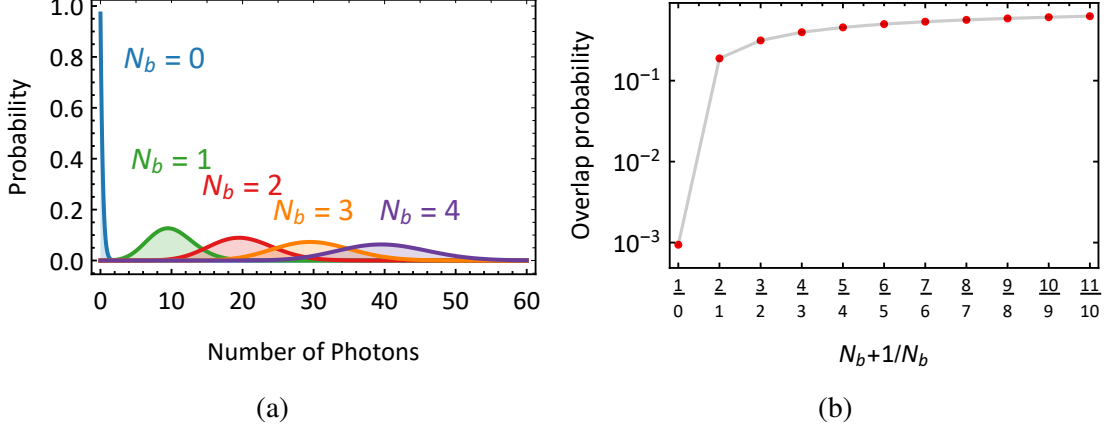 1.0
0.8
0.6
0.4
0.2
0.0
Probability
N_b = 0
N_b = 1
N_b = 2
N_b = 3
N_b = 4
0 10 20 30 40 50 60
Number of Photons
(a)
Overlap probability
10^{-1}
10^{-2}
10^{-3}
1/0 2/1 3/2 4/3 5/4 6/5 7/6 8/7 9/8 10/9 11/10
N_b+1/N_b
(b)